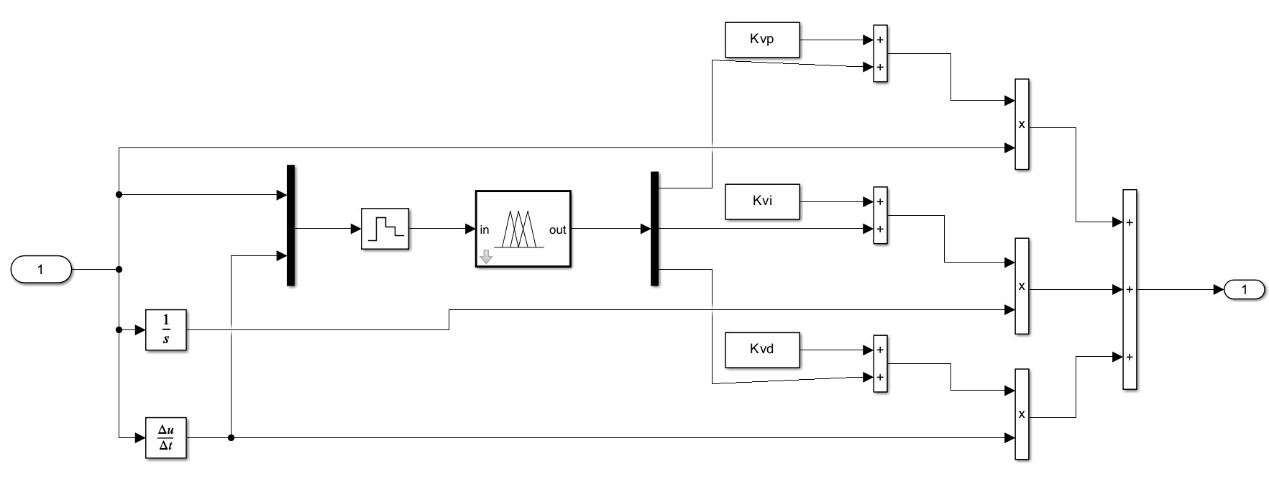 Kvp
+
+
x
1
in
out
Kvi
+
+
x
+
+
+
1
1
s
Kvd
+
+
x
Δu
Δt